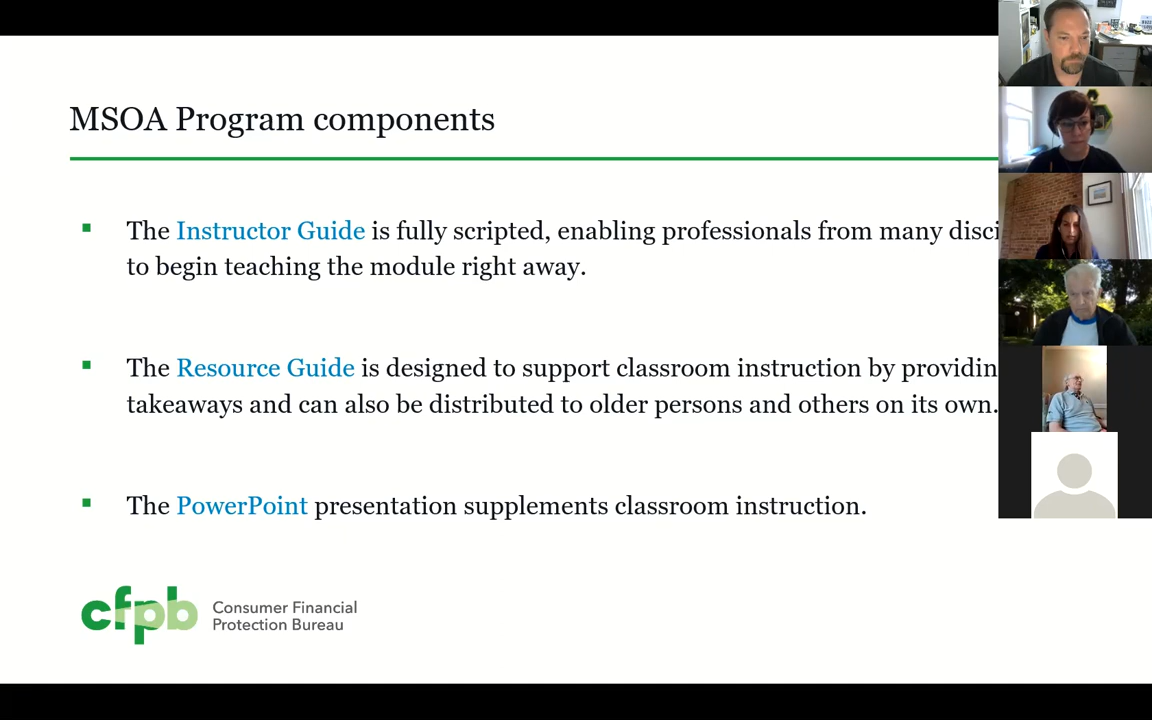 MSOA Program components
The Instructor Guide is fully scripted, enabling professionals from many
to begin teaching the module right away.
The Resource Guide is designed to support classroom instruction by
takeaways and can also be distributed to older persons and others on its own.
The PowerPoint presentation supplements classroom instruction.
cfpb Consumer Financial
Protection Bureau